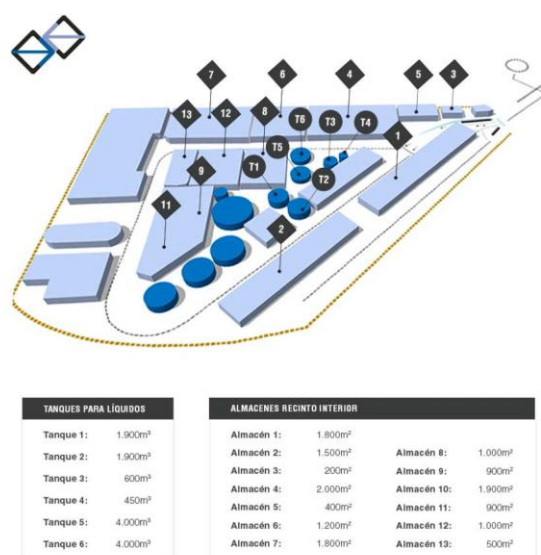 7
6
4
5
3
13
12
8
T6
T3
T4
T5
1
T1
9
T2
11
2
TANQUES PARA LÍQUIDOS
Tanque 1: 1.900m³
Tanque 2: 1.900m³
Tanque 3: 600m³
Tanque 4: 450m³
Tanque 5: 4.000m³
Tanque 6: 4.000m³
ALMACENES RECINTO INTERIOR
Almacén 1: 1.800m²
Almacén 2: 1.500m²
Almacén 3: 200m²
Almacén 4: 2.000m²
Almacén 5: 400m²
Almacén 6: 1.200m²
Almacén 7: 1.800m²
Almacén 8: 1.000m²
Almacén 9: 900m²
Almacén 10: 1.900m²
Almacén 11: 900m²
Almacén 12: 1.000m²
Almacén 13: 500m²